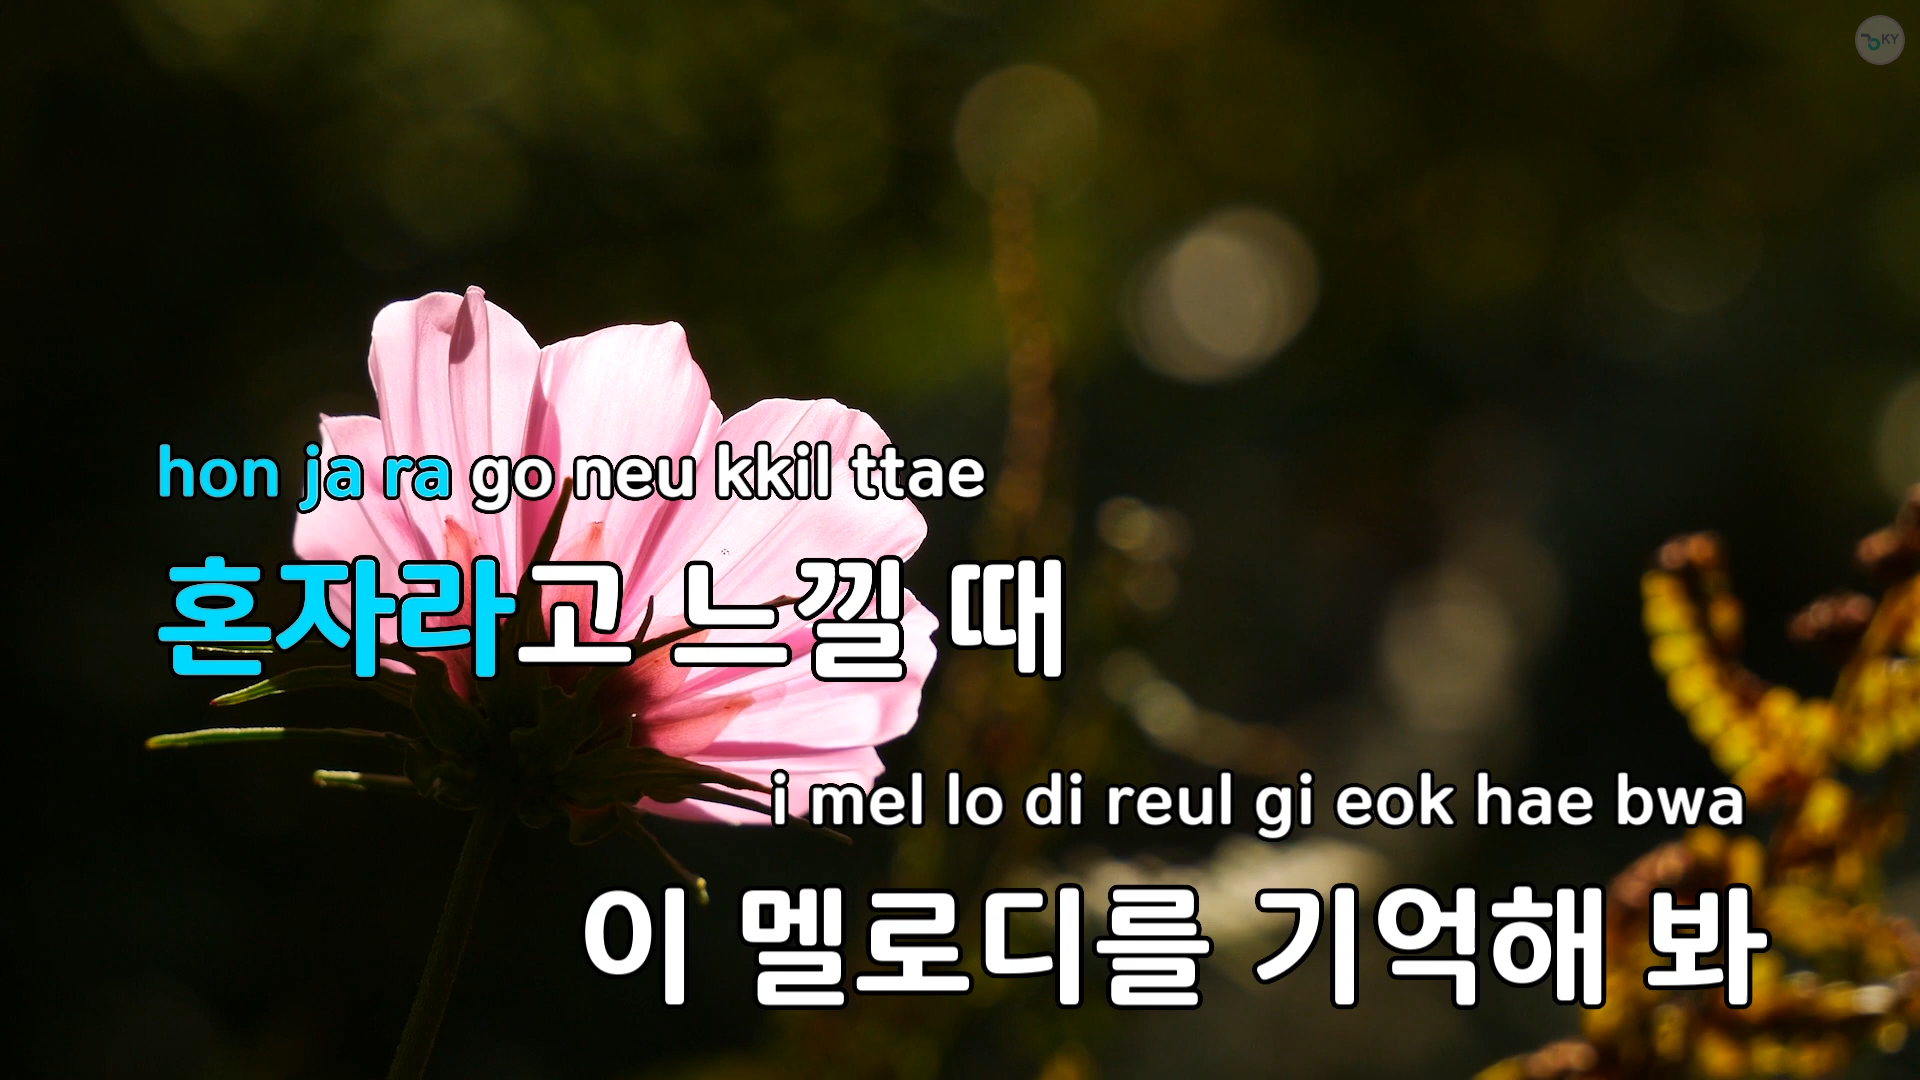 KY
hon ja ra go neu kkil ttae
혼자라고 느낄 때
i mel lo di reul gi eok hae bwa
이 멜로디를 기억해 봐